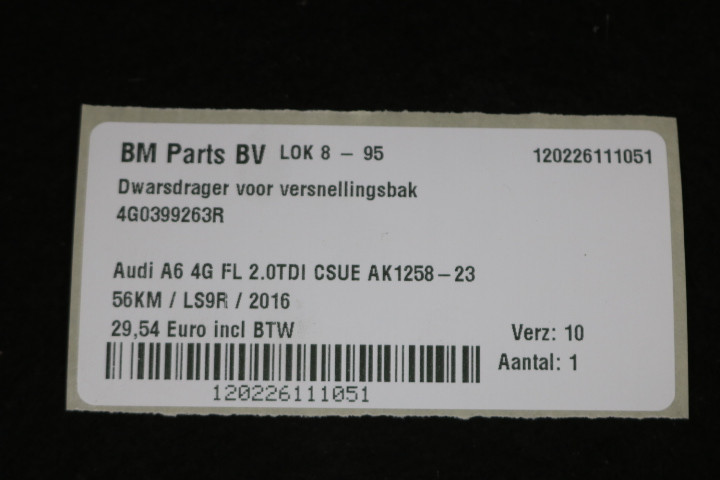 BM Parts BV LOK 8 - 95 120226111051
Dwarsdrager voor versnellingsbak
4G0399263R
Audi A6 4G FL 2.0TDI CSUE AK1258-23
56KM / LS9R / 2016
29,54 Euro incl BTW Verz: 10
Aantal: 1
120226111051